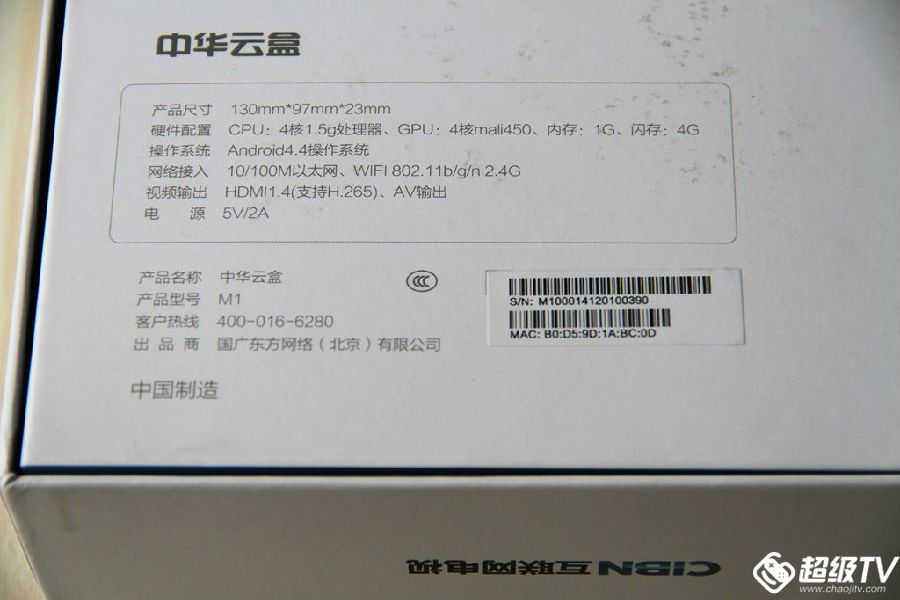 中华云盒
产品尺寸 130mm*97mm*23mm
硬件配置 CPU：4核1.5g处理器、GPU：4核mali450、内存：1G、闪存：4G
操作系统 Android4.4操作系统
网络接入 10/100M以太网、WIFI 802.11b/g/n 2.4G
视频输出 HDMI1.4(支持H.265)、AV输出
电 源 5V/2A
产品名称 中华云盒
产品型号 M1
客户热线 400-016-6280
出品商 国广东方网络（北京）有限公司
中国制造
CCC
S/N: M100014120100390
MAC: B0:D5:9D:1A:BC:0D
CIBN互联网电视
超级TV
www.chaojitv.com